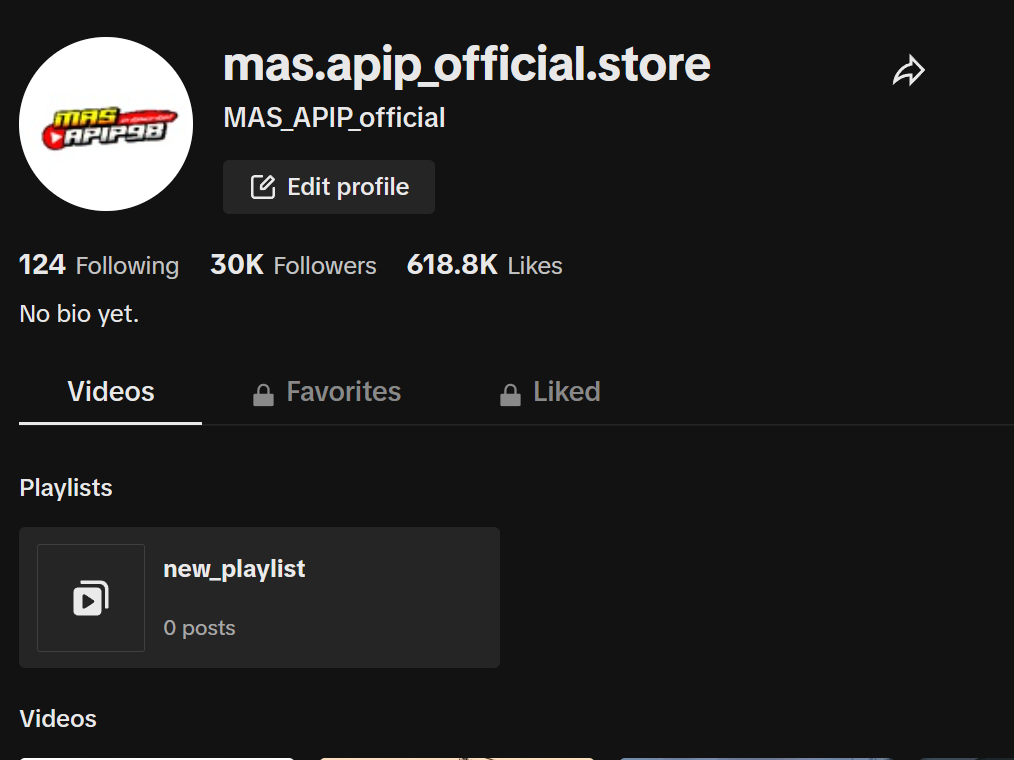 mas.apip_official.store
MAS_APIP_official
MAS
APIP98
Edit profile
124 Following 30K Followers 618.8K Likes
No bio yet.
Videos Favorites Liked
Playlists
new_playlist
0 posts
Videos